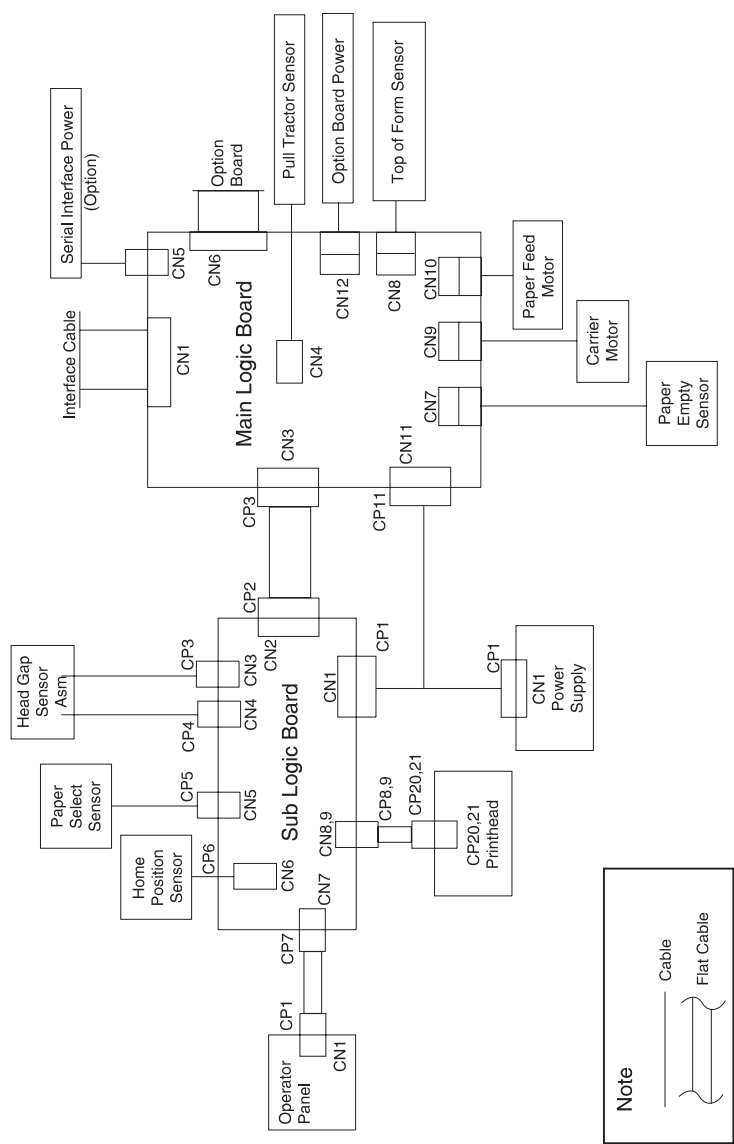 Serial Interface Power
(Option)
Interface Cable
CN1
CN5
CN6
Option
Board
Pull Tractor Sensor
Option Board Power
Top of Form Sensor
Main Logic Board
CN4
CN12
CN8
CN10
CN9
CN7
Paper Feed
Motor
Carrier
Motor
Paper
Empty
Sensor
CN3
CP3
CN11
CP11
CP2
CN2
Head Gap
Sensor
Asm
CP3
CN3
CP4
CN4
Paper
Select
Sensor
CP5
CN5
Home
Position
Sensor
CP6
CN6
Sub Logic Board
CP1
CN1
CP1
CN1
Power
Supply
CN8,9
CP8,9
CP20,21
CP20,21
Printhead
CN7
CP7
CP1
CN1
Operator
Panel
Note
Cable
Flat Cable